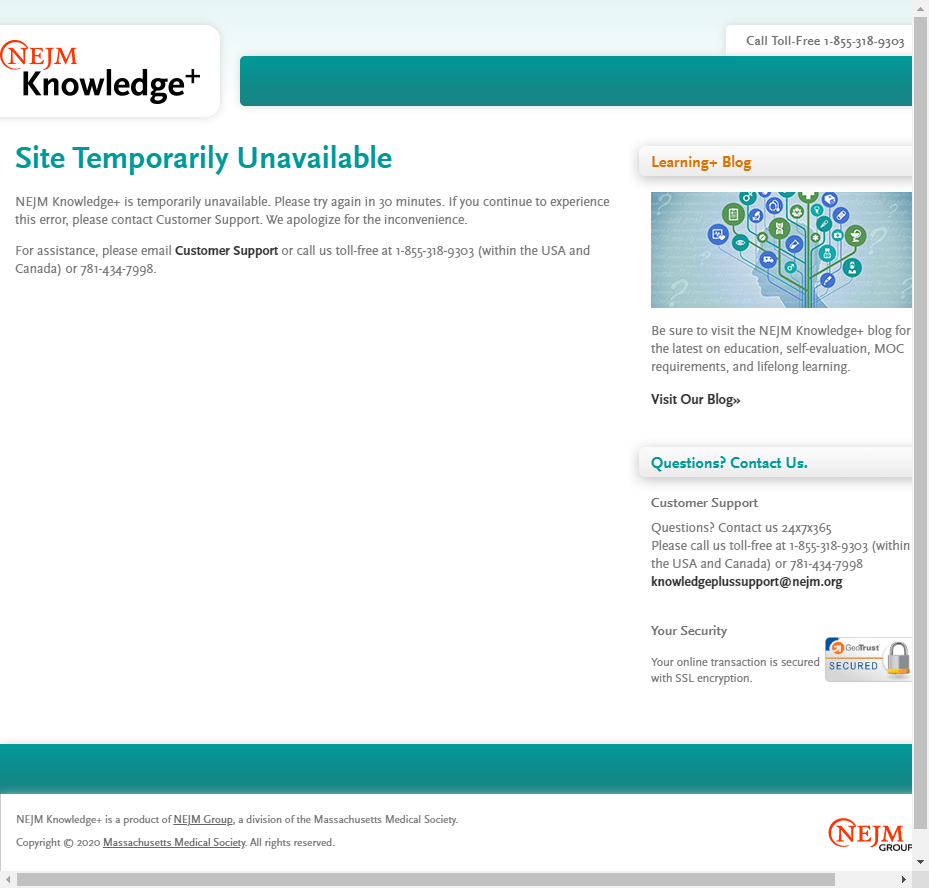 Call Toll-Free 1-855-318-9303
NEJM
Knowledge+
Site Temporarily Unavailable
NEJM Knowledge+ is temporarily unavailable. Please try again in 30 minutes. If you continue to experience
this error, please contact Customer Support. We apologize for the inconvenience.
For assistance, please email Customer Support or call us toll-free at 1-855-318-9303 (within the USA and
Canada) or 781-434-7998.
Learning+ Blog
Be sure to visit the NEJM Knowledge+ blog for
the latest on education, self-evaluation, MOC
requirements, and lifelong learning.
Visit Our Blog»
Questions? Contact Us.
Customer Support
Questions? Contact us 24x7x365
Please call us toll-free at 1-855-318-9303 (within
the USA and Canada) or 781-434-7998
knowledgeplussupport@nejm.org
Your Security
Your online transaction is secured
with SSL encryption.
GeoTrust
SECURED
NEJM Knowledge+ is a product of NEJM Group, a division of the Massachusetts Medical Society.
Copyright © 2020 Massachusetts Medical Society. All rights reserved.
NEJM
GROUP